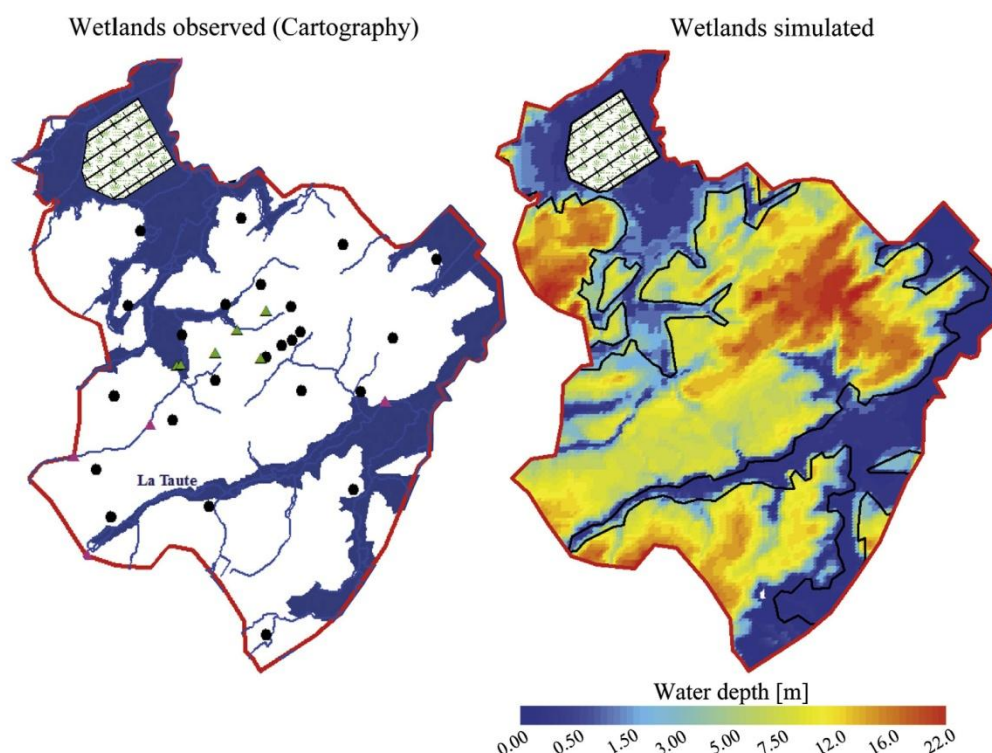 Wetlands observed (Cartography)
Wetlands simulated
La Taute
Water depth [m]
0.00 0.50 1.50 3.00 5.00 7.50 12.0 16.0 22.0